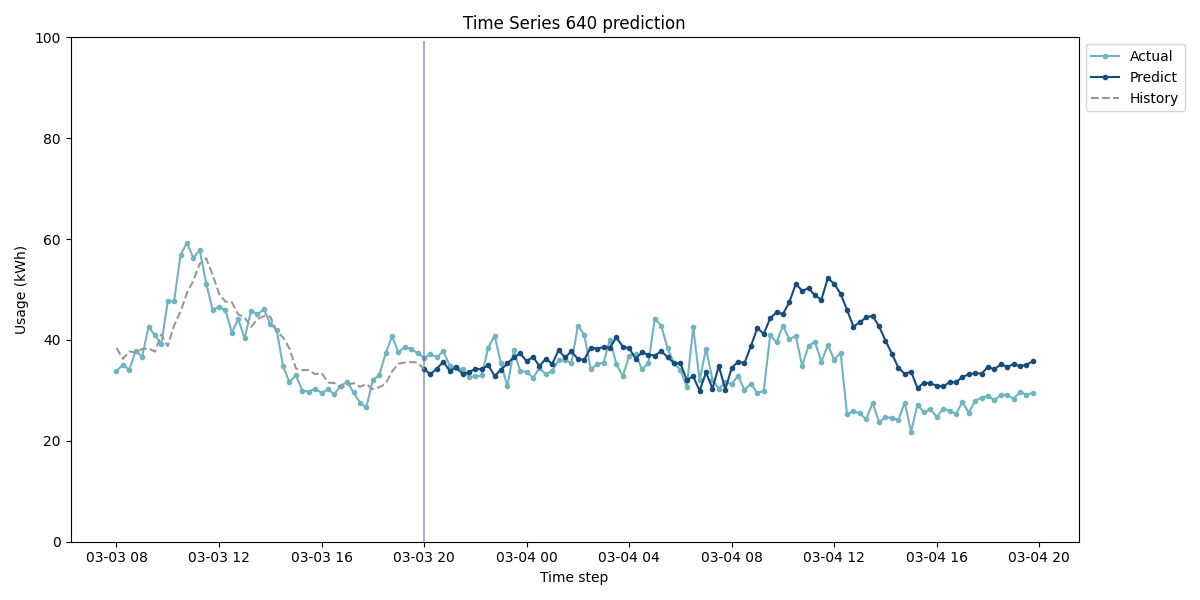 Time Series 640 prediction
100
80
60
40
20
0
Usage (kWh)
03-03 08
03-03 12
03-03 16
03-03 20
03-04 00
03-04 04
03-04 08
03-04 12
03-04 16
03-04 20
Time step
Actual
Predict
History